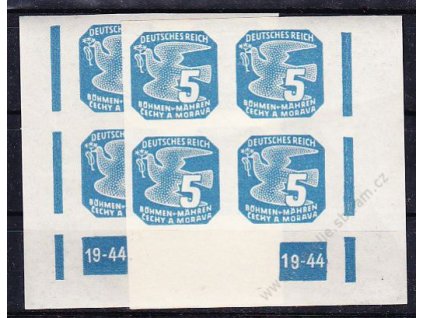 DEUTSCHES REICH
5
BÖHMEN-MÄHREN
ČECHY A MORAVA
DEUTSCHES REICH
5
BÖHMEN-MÄHREN
ČECHY A MORAVA
DEUTSCHES REICH
5
BÖHMEN-MÄHREN
ČECHY A MORAVA
DEUTSCHES REICH
5
BÖHMEN-MÄHREN
ČECHY A MORAVA
19-44
19-44